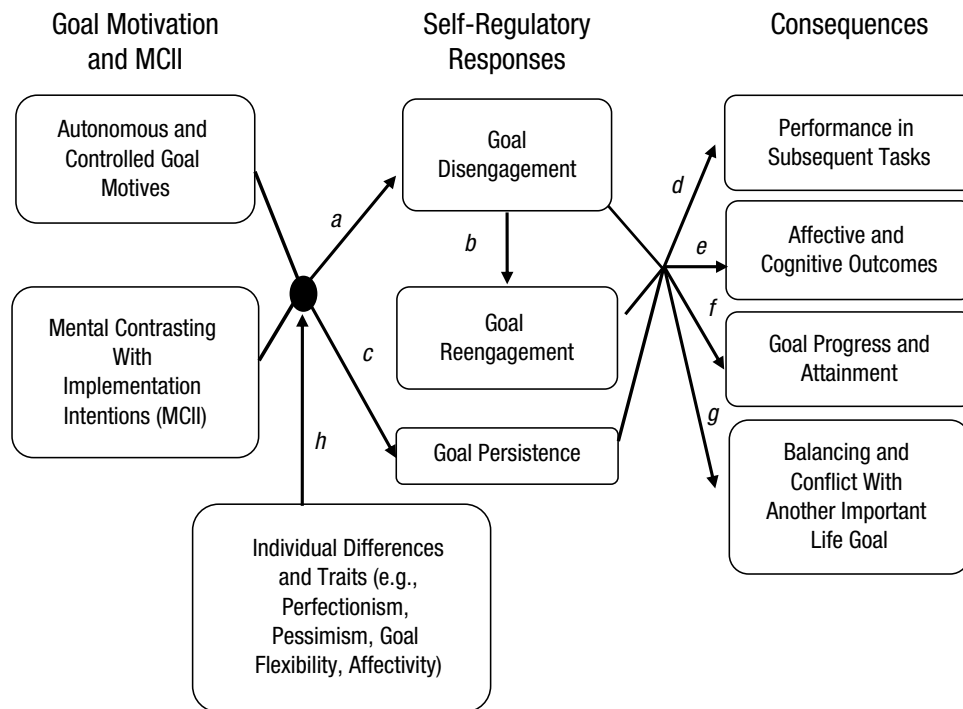 Goal Motivation
and MCII
Self-Regulatory
Responses
Consequences
Autonomous and
Controlled Goal
Motives
Mental Contrasting
With
Implementation
Intentions (MCII)
a
c
h
Goal
Disengagement
b
Goal
Reengagement
Goal Persistence
d
e
f
g
Performance in
Subsequent Tasks
Affective and
Cognitive Outcomes
Goal Progress and
Attainment
Balancing and
Conflict With
Another Important
Life Goal
Individual Differences
and Traits (e.g.,
Perfectionism,
Pessimism, Goal
Flexibility, Affectivity)